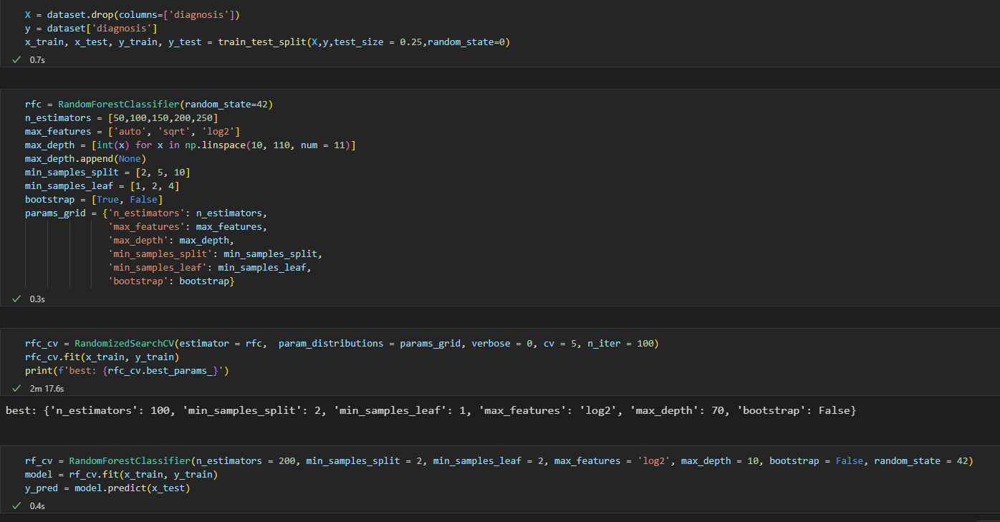 X = dataset.drop(columns=['diagnosis'])
y = dataset['diagnosis']
x_train, x_test, y_train, y_test = train_test_split(X,y,test_size = 0.25,random_state=0)
✓ 0.7s
rfc = RandomForestClassifier(random_state=42)
n_estimators = [50,100,150,200,250]
max_features = ['auto', 'sqrt', 'log2']
max_depth = [int(x) for x in np.linspace(10, 110, num = 11)]
max_depth.append(None)
min_samples_split = [2, 5, 10]
min_samples_leaf = [1, 2, 4]
bootstrap = [True, False]
params_grid = {'n_estimators': n_estimators,
'max_features': max_features,
'max_depth': max_depth,
'min_samples_split': min_samples_split,
'min_samples_leaf': min_samples_leaf,
'bootstrap': bootstrap}
✓ 0.3s
rfc_cv = RandomizedSearchCV(estimator = rfc,  param_distributions = params_grid, verbose = 0, cv = 5, n_iter = 100)
rfc_cv.fit(x_train, y_train)
print(f'best: {rfc_cv.best_params_}')
✓ 2m 17.6s
best: {'n_estimators': 100, 'min_samples_split': 2, 'min_samples_leaf': 1, 'max_features': 'log2', 'max_depth': 70, 'bootstrap': False}
rf_cv = RandomForestClassifier(n_estimators = 200, min_samples_split = 2, min_samples_leaf = 2, max_features = 'log2', max_depth = 10, bootstrap = False, random_state = 42)
model = rf_cv.fit(x_train, y_train)
y_pred = model.predict(x_test)
✓ 0.4s